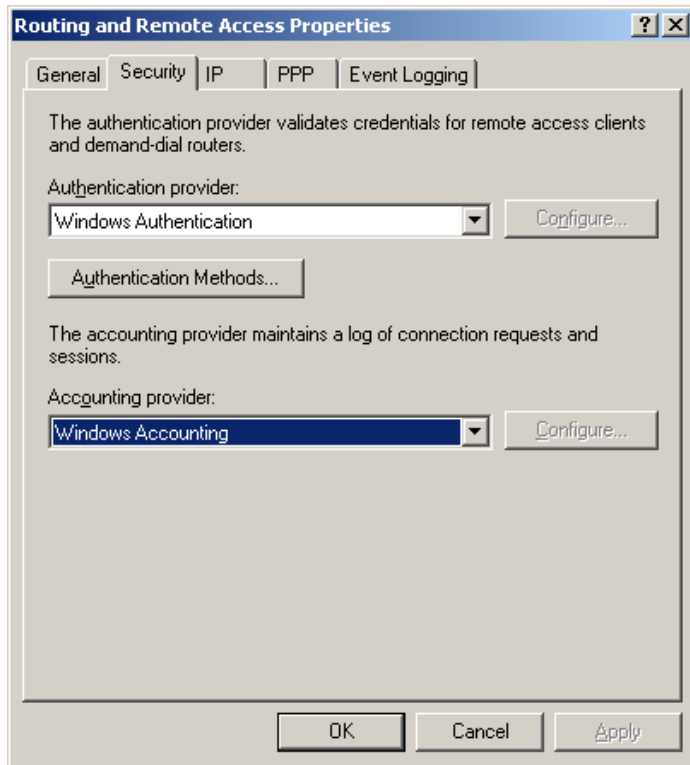 Routing and Remote Access Properties
General Security IP PPP Event Logging
The authentication provider validates credentials for remote access clients
and demand-dial routers.
Authentication provider:
Windows Authentication Configure...
Authentication Methods...
The accounting provider maintains a log of connection requests and
sessions.
Accounting provider:
Windows Accounting Configure...
OK Cancel Apply